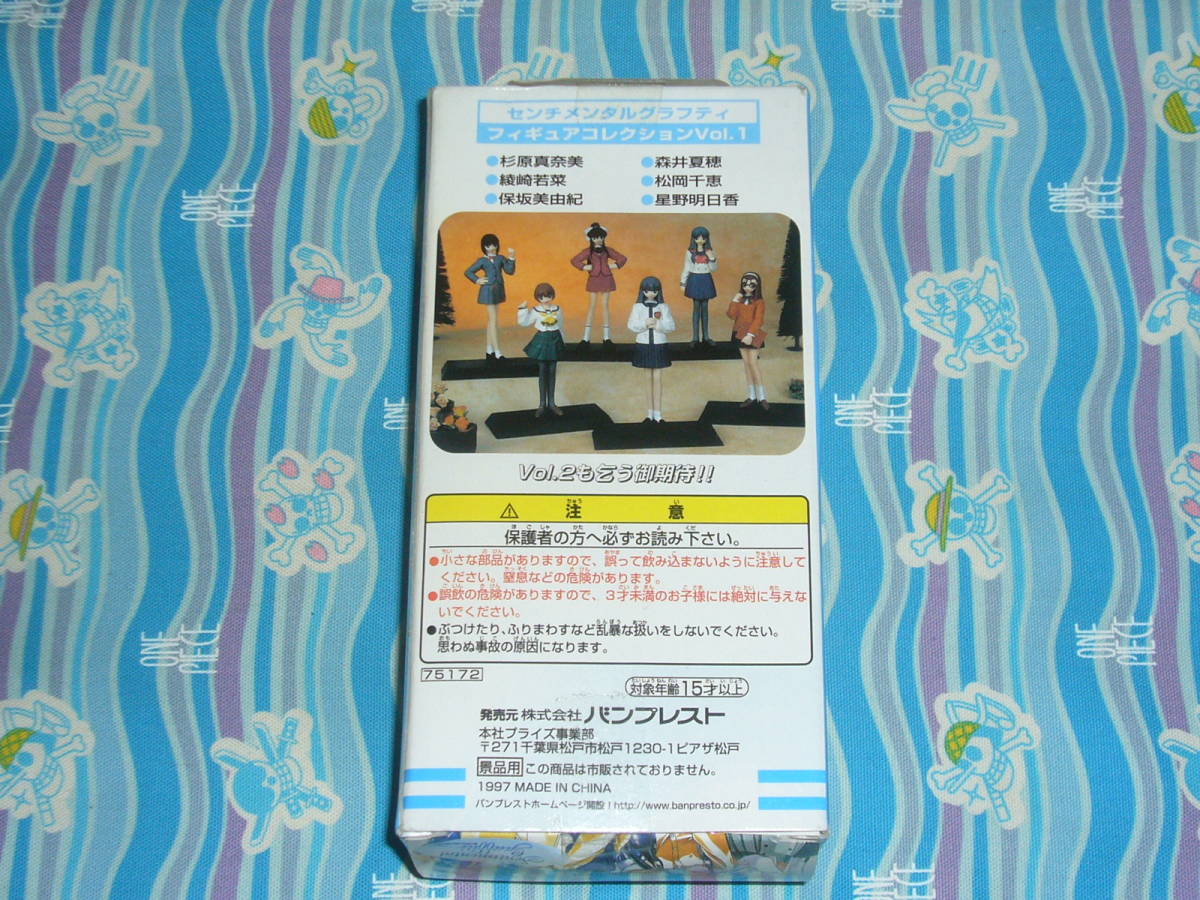 センチメンタルグラフティ
フィギュアコレクションVol.1
●杉原真奈美 ●森井夏穂
●綾崎若菜 ●松岡千恵
●保坂美由紀 ●星野明日香
Vol.2も乞う御期待!!
⚠ 注意
保護者の方へ必ずお読み下さい。
●小さな部品がありますので、誤って飲み込まないように注意して
ください。窒息などの危険があります。
●誤飲の危険がありますので、3才未満のお子様には絶対に与えな
いでください。
●ぶつけたり、ふりまわすなど乱暴な扱いをしないでください。
思わぬ事故の原因になります。
75172
対象年齢15才以上
発売元 株式会社 バンプレスト
本社プライズ事業部
〒271千葉県松戸市松戸1230-1ピアザ松戸
景品用 この商品は市販されておりません。
1997 MADE IN CHINA
バンプレストホームページ開設!http://www.banpresto.co.jp/
Sentimental
Graffiti
ONE PIECE
ONE PIECE
ONE PIECE
ONE PIECE
ONE PIECE
ONE PIECE